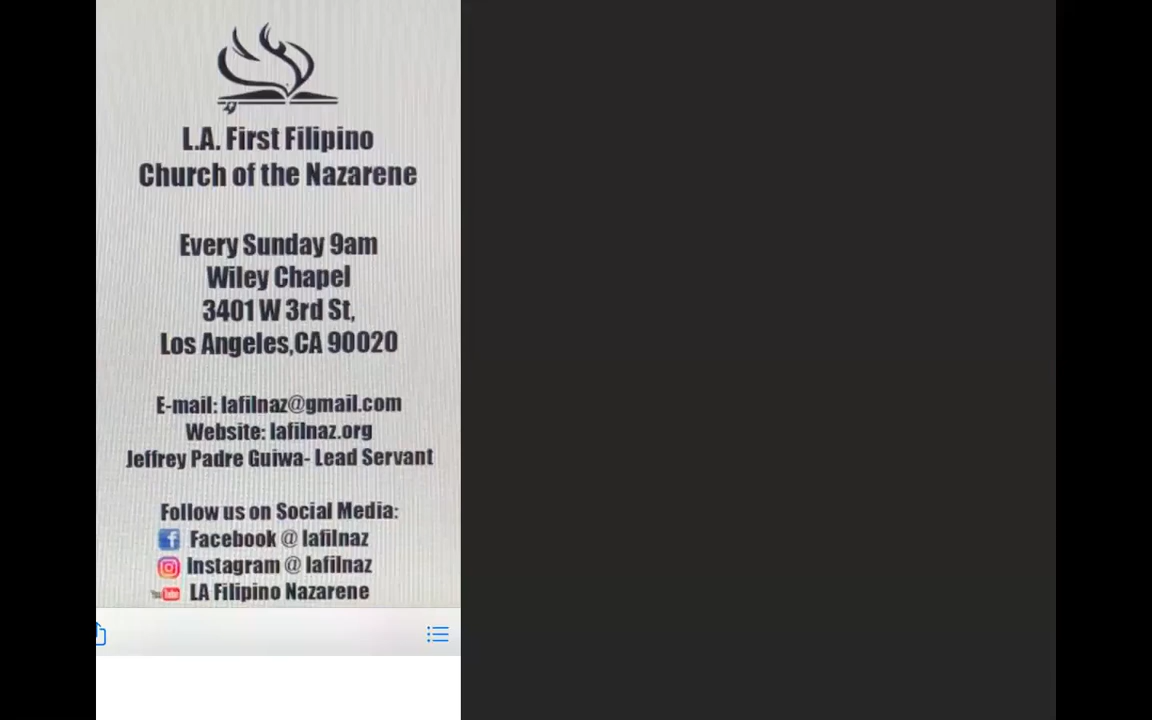 L.A. First Filipino
Church of the Nazarene
Every Sunday 9am
Wiley Chapel
3401 W 3rd St,
Los Angeles,CA 90020
E-mail: lafilnaz@gmail.com
Website: lafilnaz.org
Jeffrey Padre Guiwa- Lead Servant
Follow us on Social Media:
Facebook @ lafilnaz
Instagram @ lafilnaz
LA Filipino Nazarene